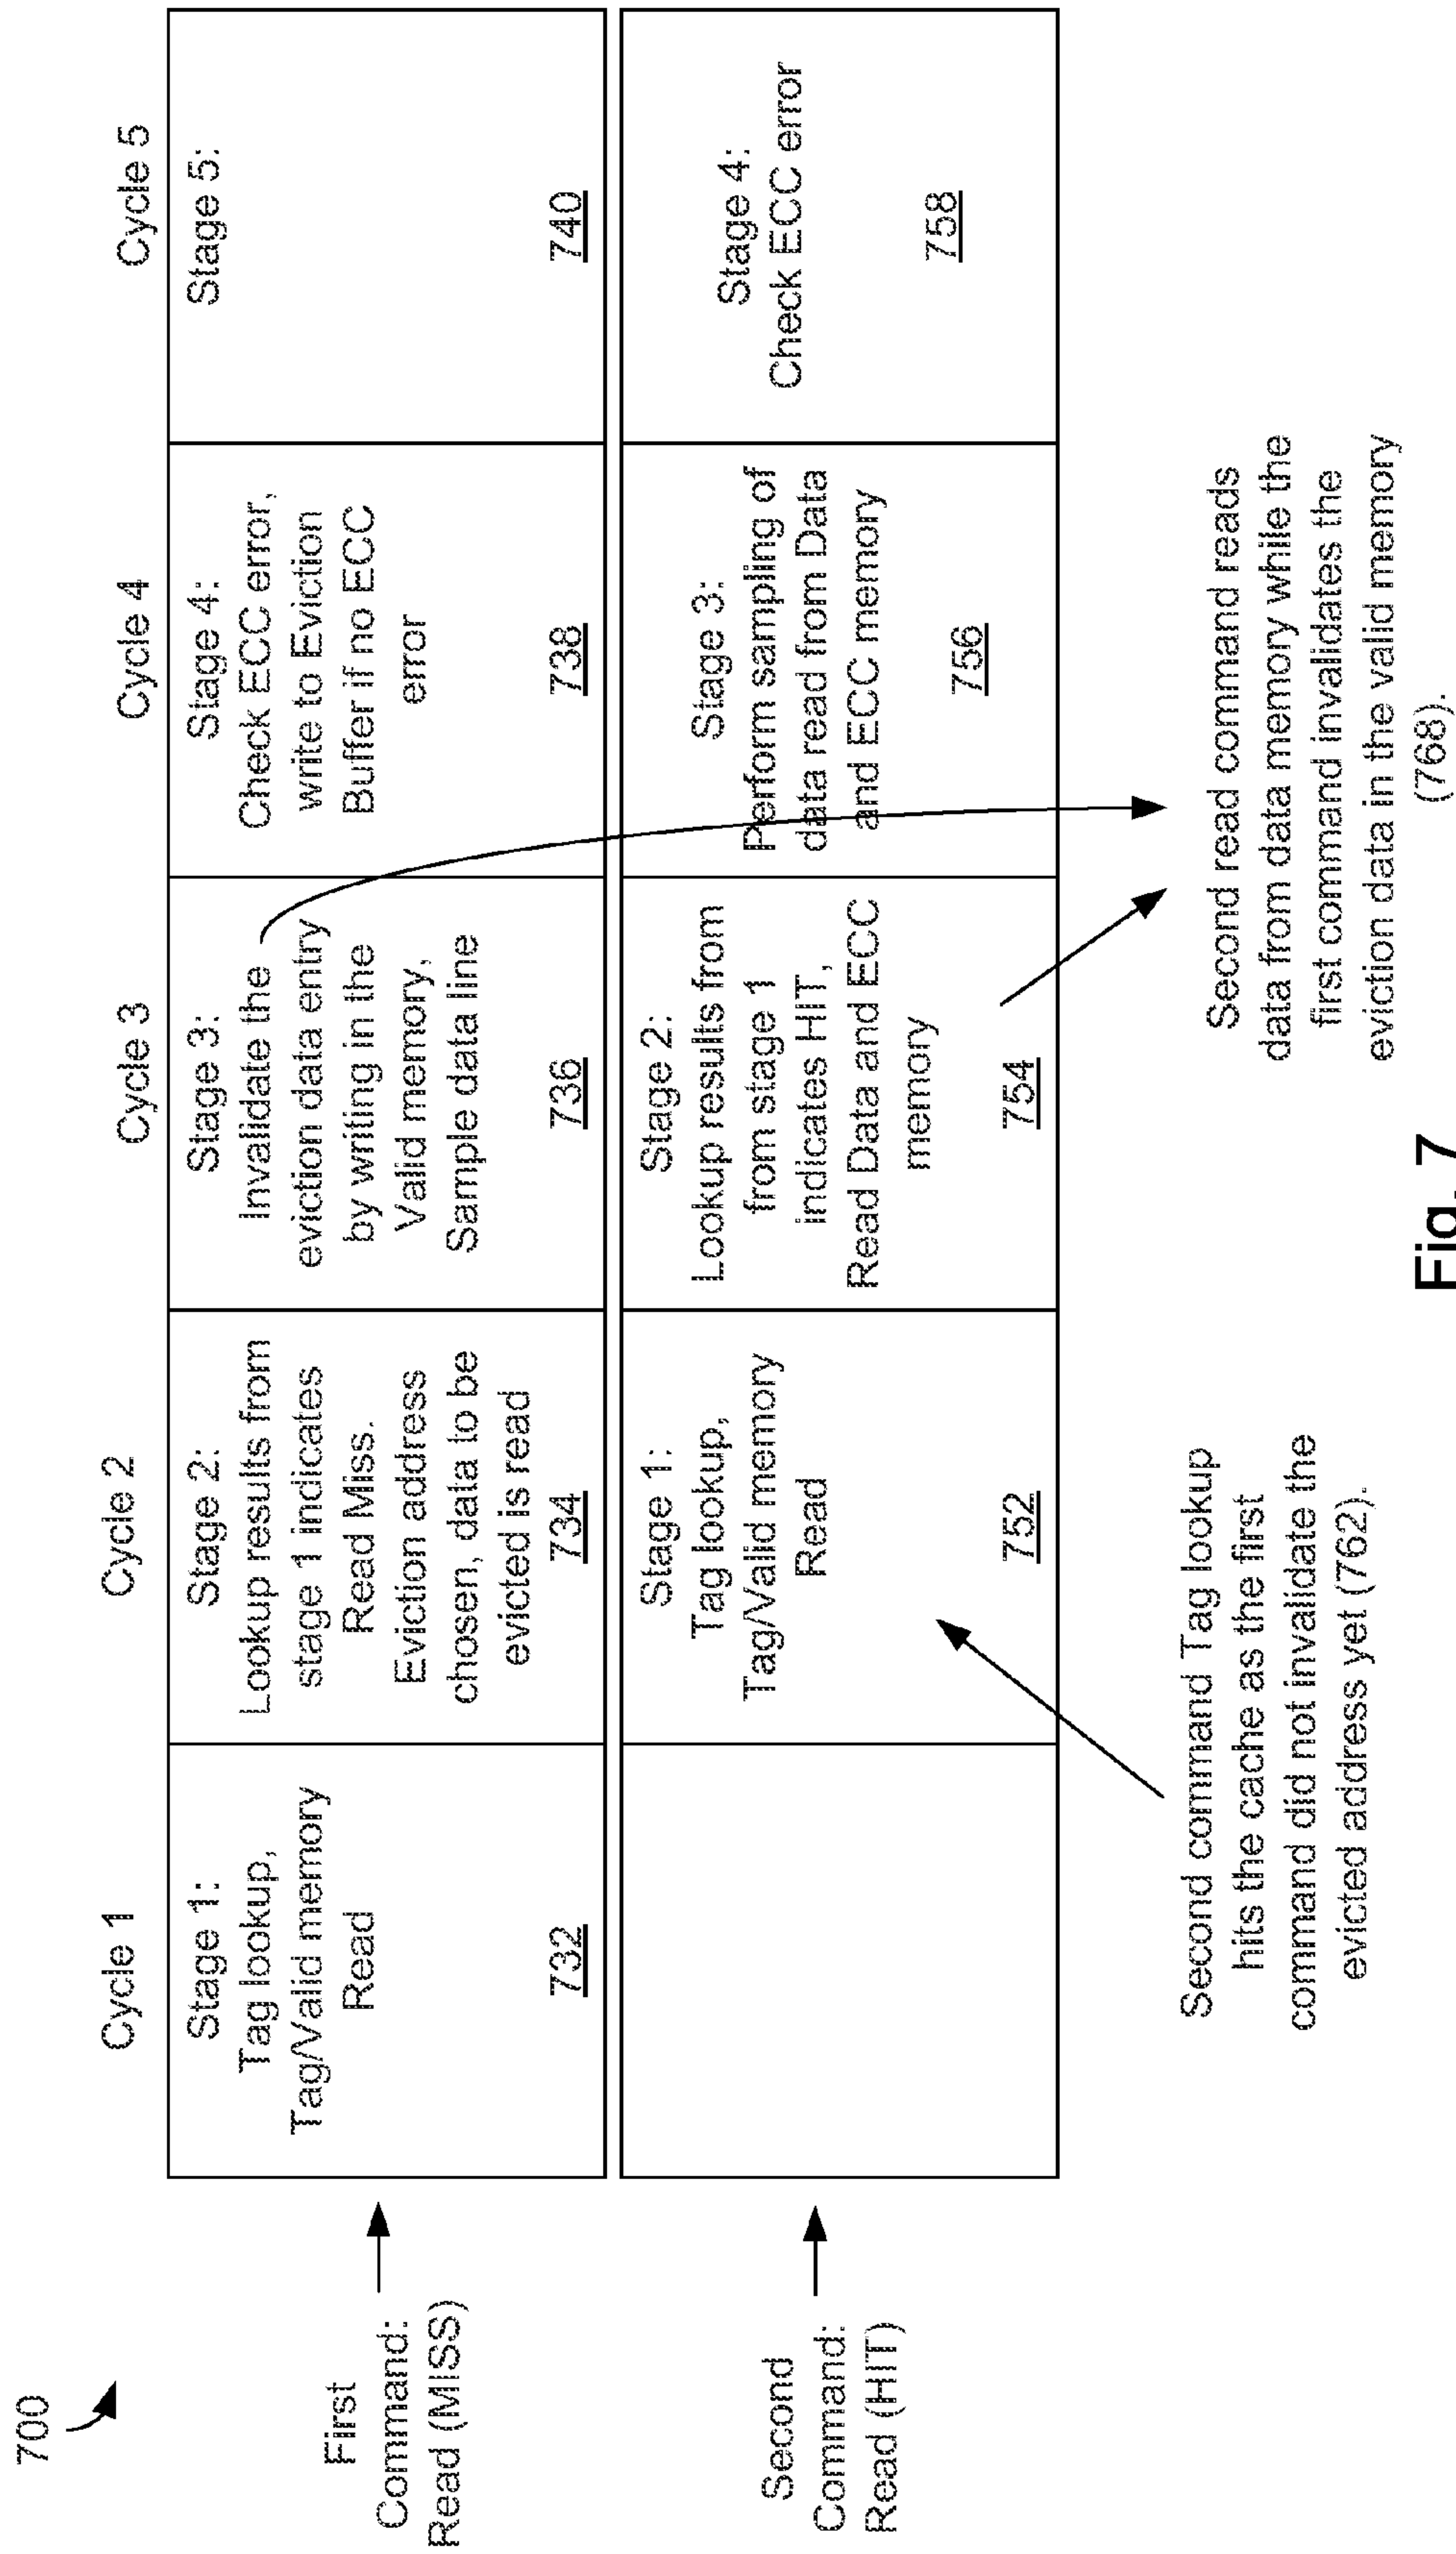 700
Cycle 1
Cycle 2
Cycle 3
Cycle 4
Cycle 5
First
Command:
Read (MISS)
Stage 1:
Tag lookup,
Tag/Valid memory
Read
732
Stage 2:
Lookup results from
stage 1 indicates
Read Miss.
Eviction address
chosen, data to be
evicted is read
734
Stage 3:
Invalidate the
eviction data entry
by writing in the
Valid memory,
Sample data line
736
Stage 4:
Check ECC error,
write to Eviction
Buffer if no ECC
error
738
Stage 5:
740
Second
Command:
Read (HIT)
Stage 1:
Tag lookup,
Tag/Valid memory
Read
752
Stage 2:
Lookup results from
from stage 1
indicates HIT,
Read Data and ECC
memory
754
Stage 3:
Perform sampling of
data read from Data
and ECC memory
756
Stage 4:
Check ECC error
758
Second command Tag lookup
hits the cache as the first
command did not invalidate the
evicted address yet (762).
Second read command reads
data from data memory while the
first command invalidates the
eviction data in the valid memory
(768).
Fig. 7